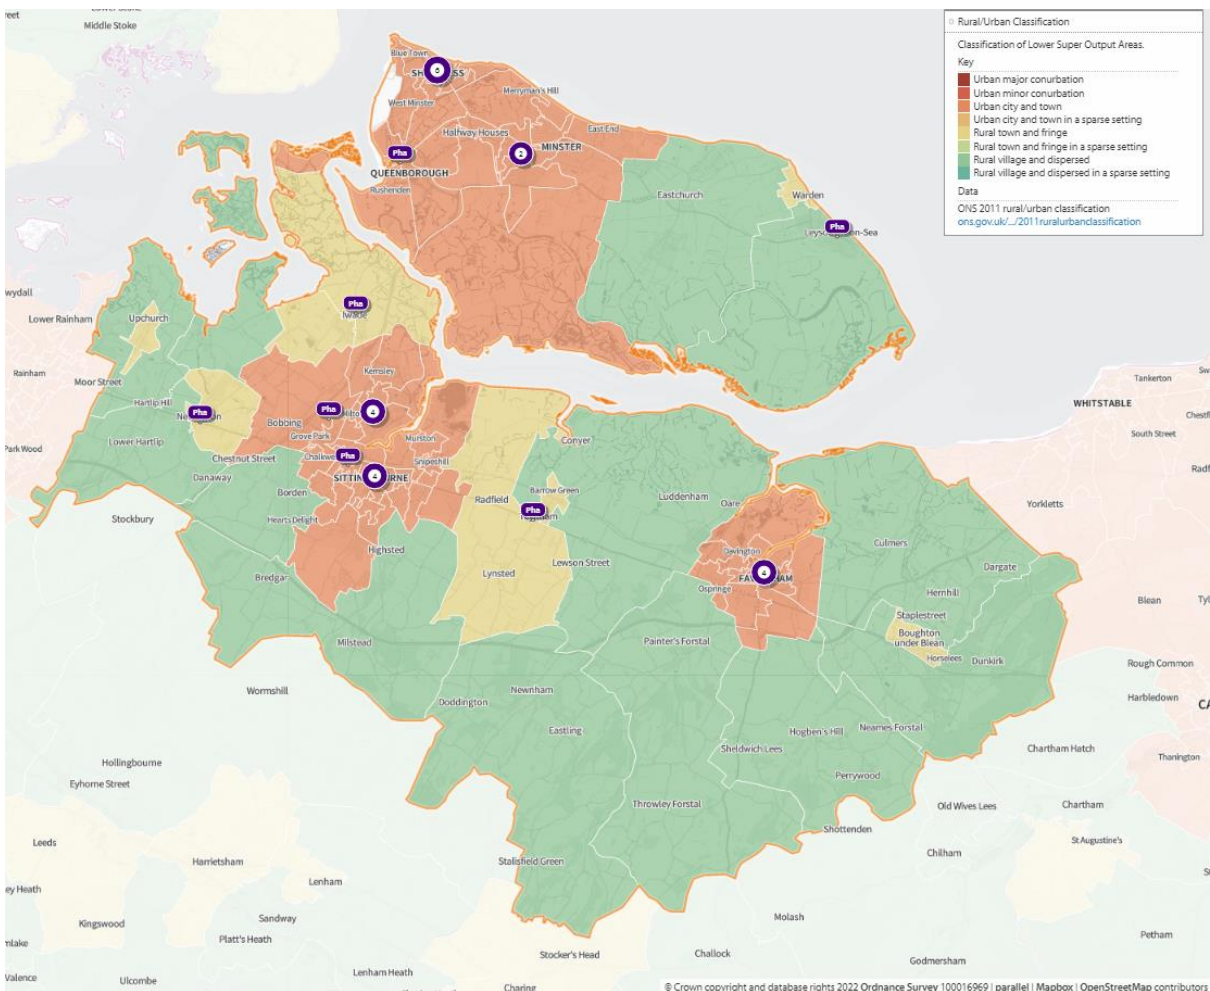 Middle Stoke
Rural/Urban Classification
Classification of Lower Super Output Areas.
Key
Urban major conurbation
Urban minor conurbation
Urban city and town
Urban city and town in a sparse setting
Rural town and fringe
Rural town and fringe in a sparse setting
Rural village and dispersed
Rural village and dispersed in a sparse setting
Data
ONS 2011 rural/urban classification
ons.gov.uk/.../2011ruralurbanclassification
Blue Town
West Minster
Merryman's Hill
Halfway Houses
East End
MINSTER
2
Pha
QUEENBOROUGH
Rushenden
Eastchurch
Warden
Pha
Pha
Lower Rainham
Upchurch
Rainham
Moor Street
Kemsley
Hartlip Hill
Pha
Pha
4
Bobbing
Grove Park
Murston
Lower Hartlip
Chestnut Street
Pha
Snipeshill
Danaway
4
Borden
Stockbury
Hearts Delight
Highsted
Bredgar
Radfield
Conyer
Barrow Green
Pha
Lynsted
Lewson Street
Luddenham
Oare
Davington
4
Ospringe
Culmers
Dargate
Hernhill
Staplestreet
Boughton
under Blean
Horselees
Dunkirk
Tankerton
WHITSTABLE
South Street
Yorkletts
Blean
Rough Common
Harbledown
Thanington
Chartham Hatch
Milstead
Painter's Forstal
Wormshill
Doddington
Newnham
Eastling
Hogben's Hill
Neames Forstal
Sheldwich Lees
Perrywood
Hollingbourne
Eyhorne Street
Throwley Forstal
Shottenden
Old Wives Lees
Chartham
St Augustine's
Chilham
Leeds
Harrietsham
Lenham
Stalisfield Green
Kingswood
Sandway
Platt's Heath
Molash
Petham
Stocker's Head
Challock
Godmersham
Ulcombe
Lenham Heath
Charing
© Crown copyright and database rights 2022 Ordnance Survey 100016969 | parallel | Mapbox | OpenStreetMap contributors